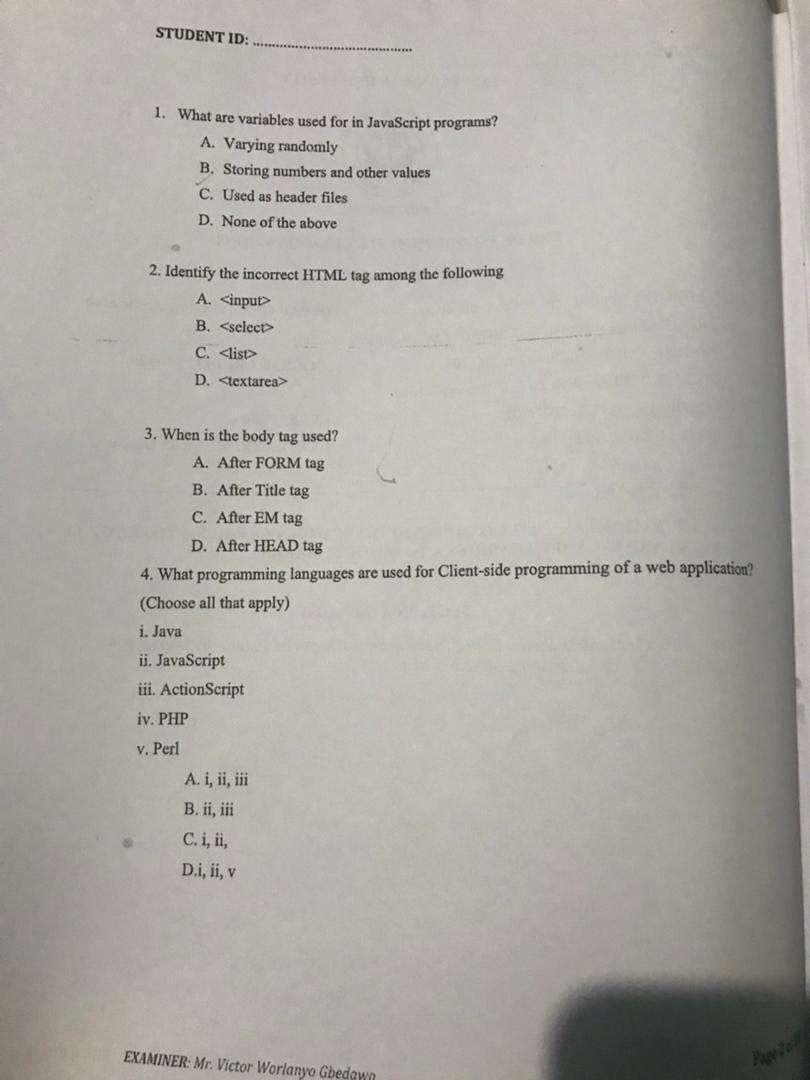 STUDENT ID: ........................................
1. What are variables used for in JavaScript programs?
A. Varying randomly
B. Storing numbers and other values
C. Used as header files
D. None of the above
2. Identify the incorrect HTML tag among the following
A. <input>
B. <select>
C. <list>
D. <textarea>
3. When is the body tag used?
A. After FORM tag
B. After Title tag
C. After EM tag
D. After HEAD tag
4. What programming languages are used for Client-side programming of a web application?
(Choose all that apply)
i. Java
ii. JavaScript
iii. ActionScript
iv. PHP
v. Perl
A. i, ii, iii
B. ii, iii
C. i, ii,
D.i, ii, v
EXAMINER: Mr. Victor Worlanyo Gbedawo
Page 2 of